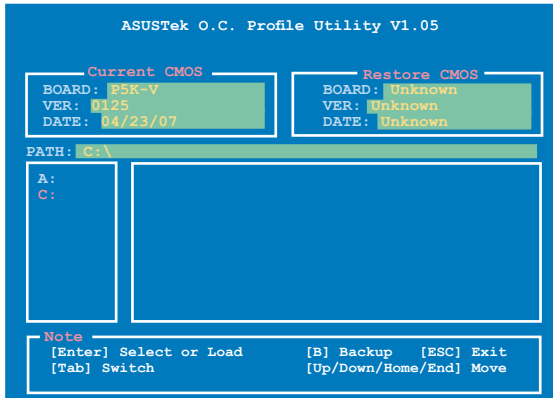 ASUSTek O.C. Profile Utility V1.05
Current CMOS
BOARD: P5K-V
VER: 0125
DATE: 04/23/07
Restore CMOS
BOARD: Unknown
VER: Unknown
DATE: Unknown
PATH: C:\
A:
C:
Note
[Enter] Select or Load [B] Backup [ESC] Exit
[Tab] Switch [Up/Down/Home/End] Move